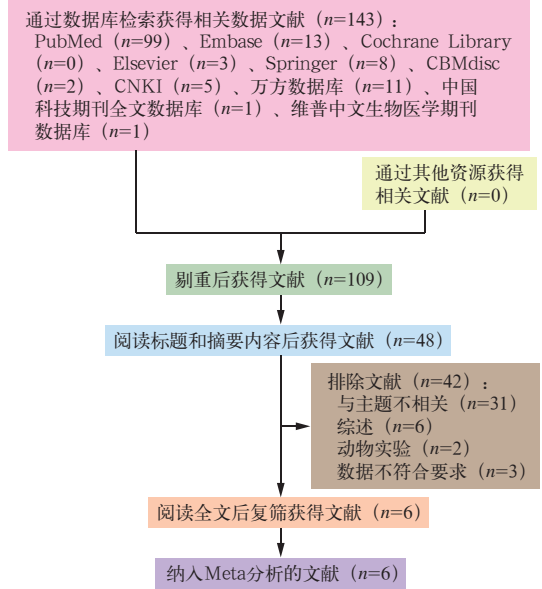 通过数据库检索获得相关数据文献（n=143）：
PubMed（n=99）、Embase（n=13）、Cochrane Library
（n=0）、Elsevier（n=3）、Springer（n=8）、CBMdisc
（n=2）、CNKI（n=5）、万方数据库（n=11）、中国
科技期刊全文数据库（n=1）、维普中文生物医学期刊
数据库（n=1）
通过其他资源获得
相关文献（n=0）
剔重后获得文献（n=109）
阅读标题和摘要内容后获得文献（n=48）
排除文献（n=42）：
与主题不相关（n=31）
综述（n=6）
动物实验（n=2）
数据不符合要求（n=3）
阅读全文后复筛获得文献（n=6）
纳入Meta分析的文献（n=6）